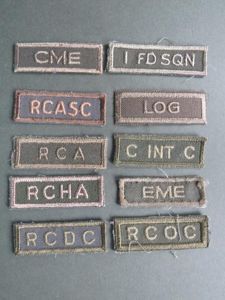 CME
1 FD SQN
RCASC
LOG
RCA
C INT C
RCHA
EME
RCDC
RCOC